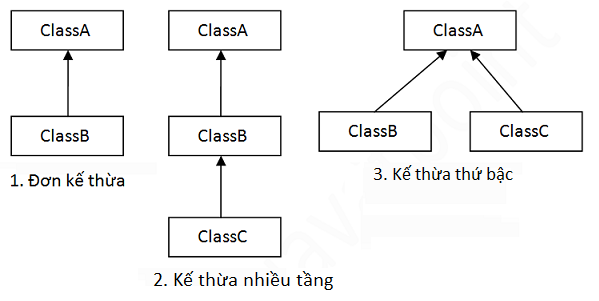 ClassA
ClassB
1. Đơn kế thừa
ClassA
ClassB
ClassC
2. Kế thừa nhiều tầng
ClassA
ClassB
ClassC
3. Kế thừa thứ bậc